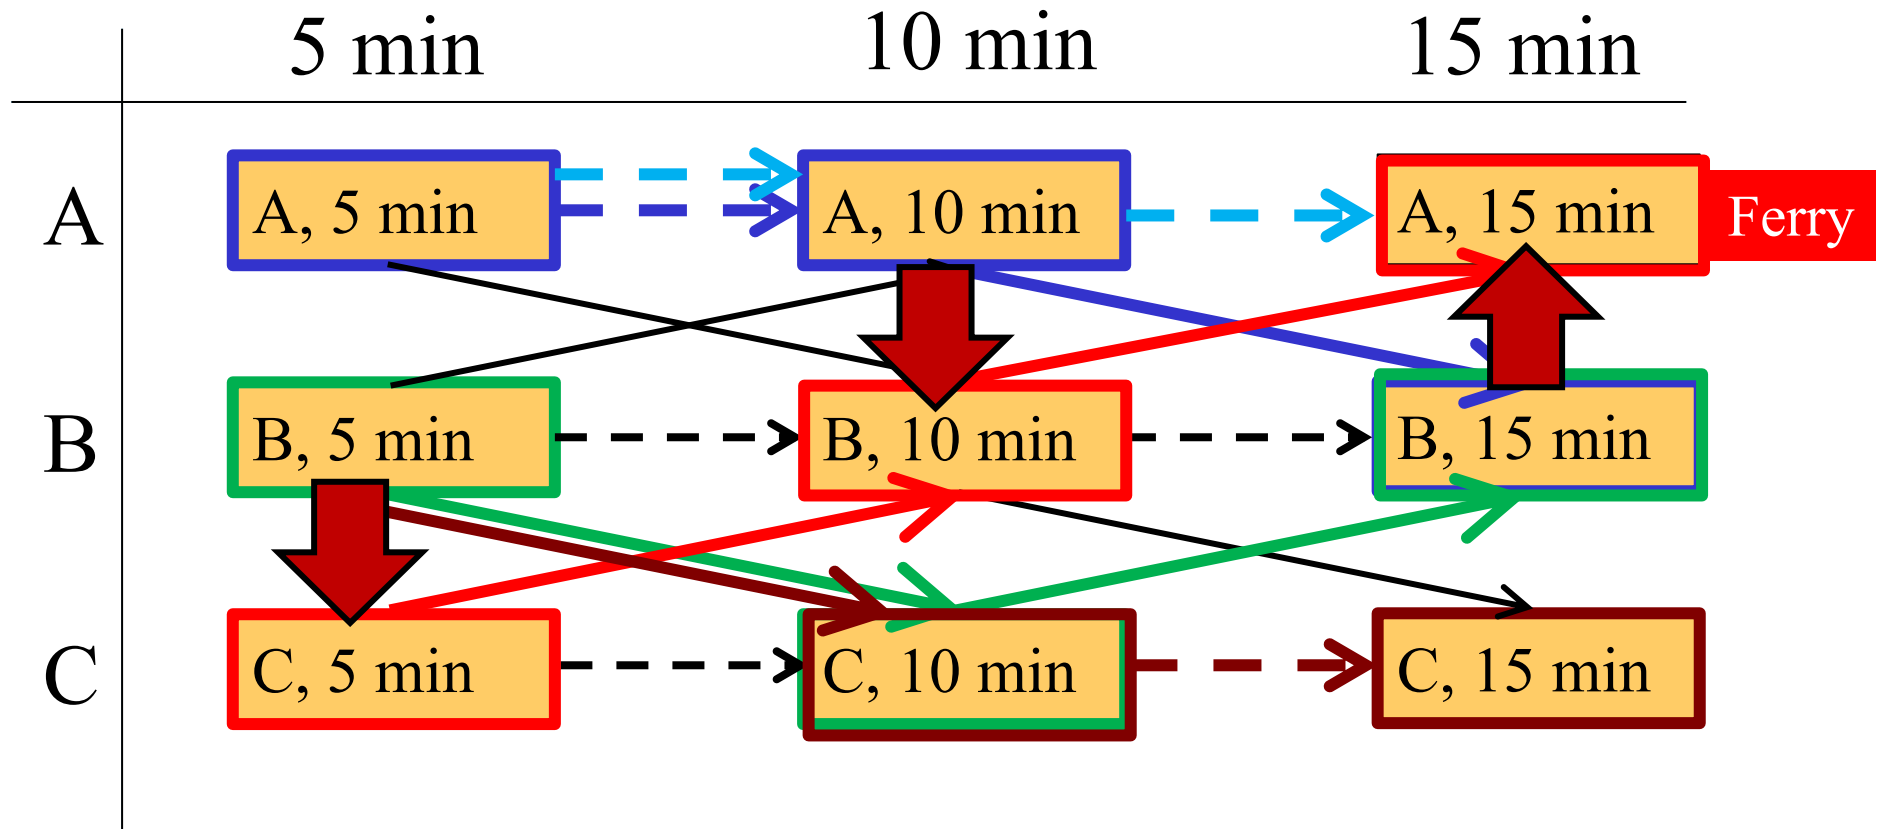 5 min 10 min 15 min
A A, 5 min A, 10 min A, 15 min Ferry
B B, 5 min B, 10 min B, 15 min
C C, 5 min C, 10 min C, 15 min